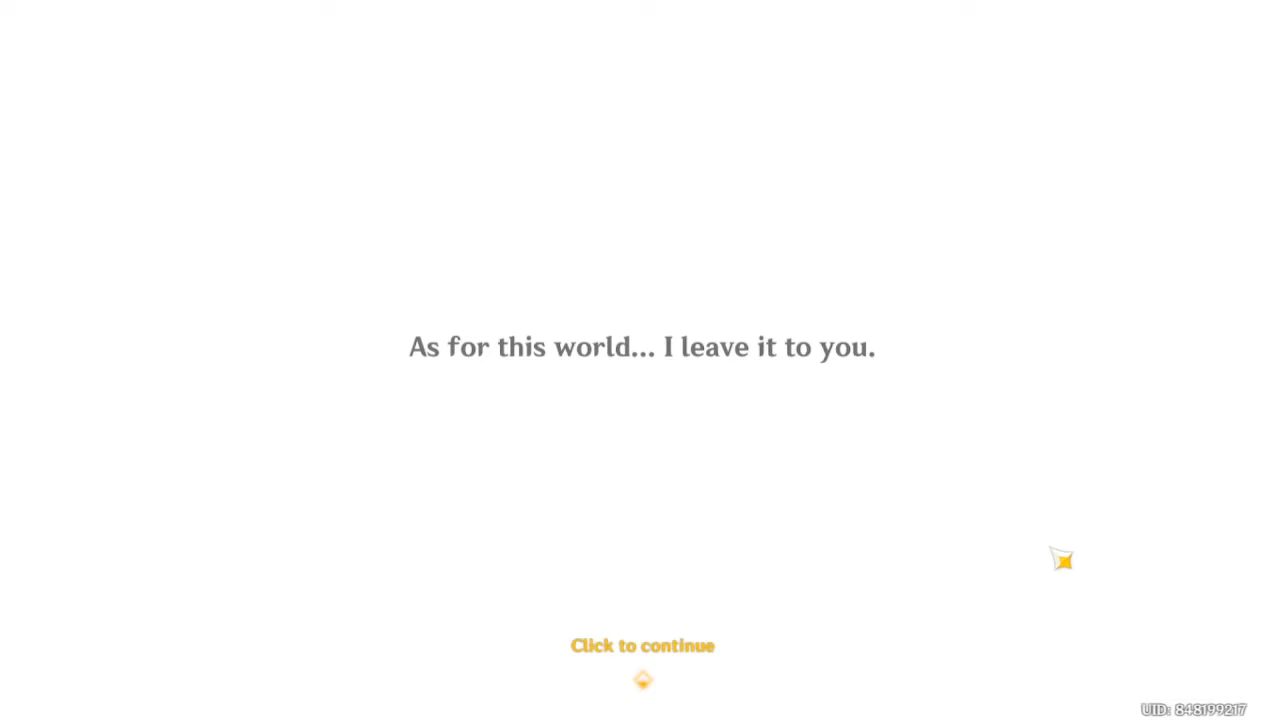 As for this world... I leave it to you.
Click to continue
UID: 848199217